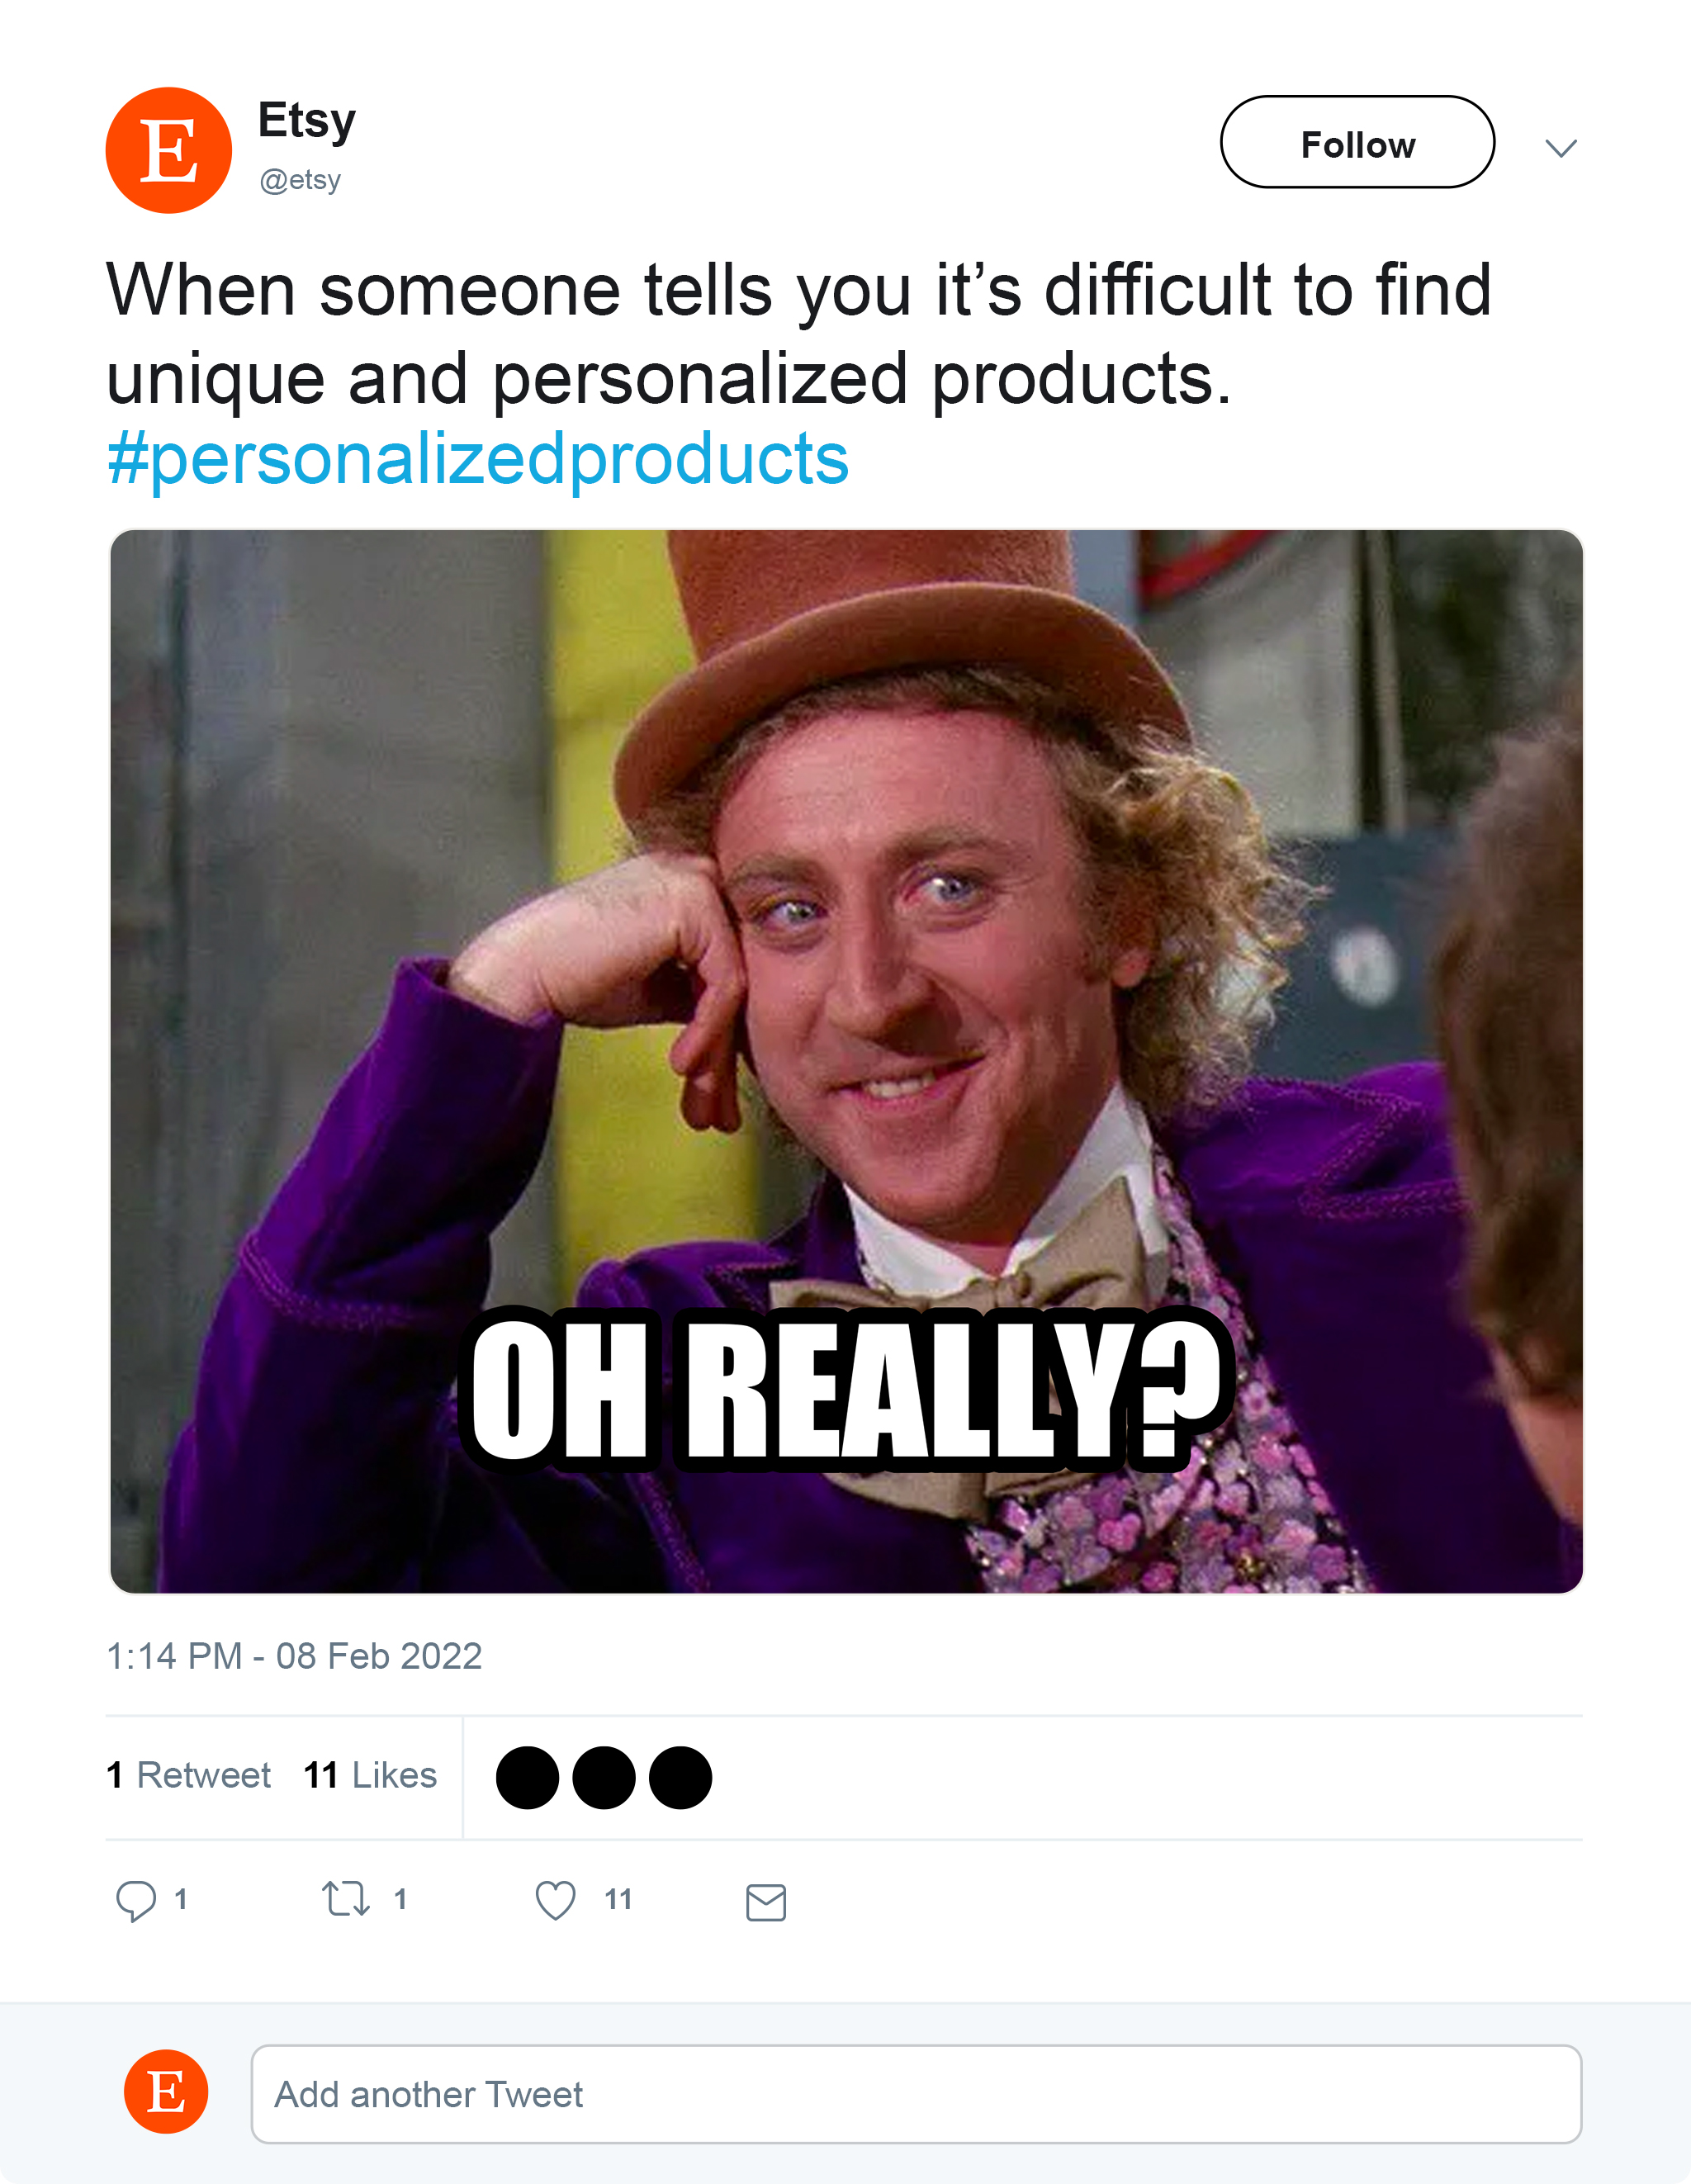 E
Etsy
@etsy
Follow
When someone tells you it’s difficult to find
unique and personalized products.
#personalizedproducts
OH REALLY?
1:14 PM - 08 Feb 2022
1 Retweet 11 Likes
1 1 11
E
Add another Tweet